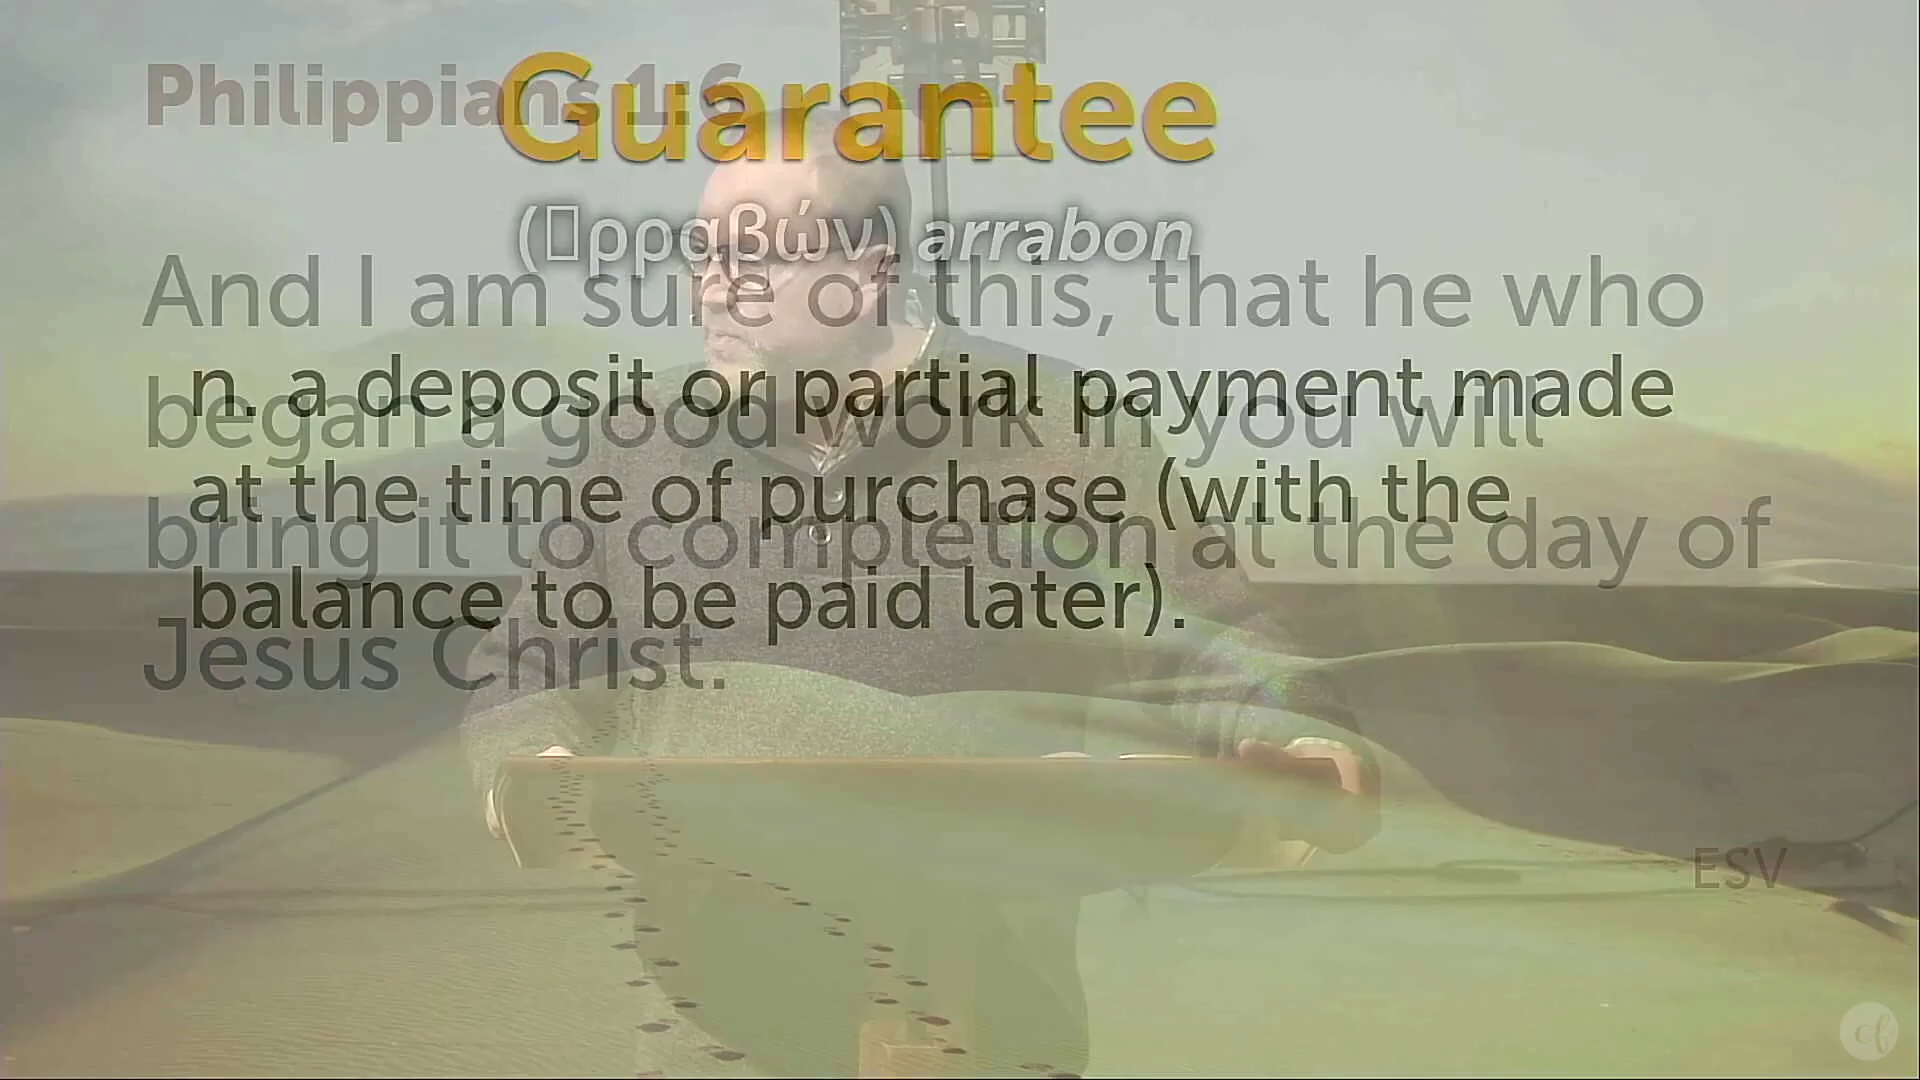 Philippians 1:6
Guarantee
(□ρραβών) arrabon
And I am sure of this, that he who
began a good work in you will
bring it to completion at the day of
Jesus Christ.
n. a deposit or partial payment made
at the time of purchase (with the
balance to be paid later).
ESV
cf